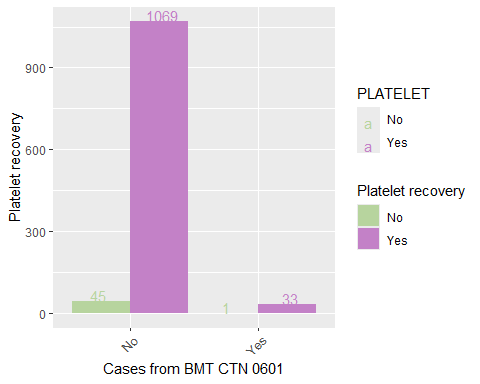 1069
900
600
300
0
45
1
33
Platelet recovery
No
Yes
Cases from BMT CTN 0601
PLATELET
a No
a Yes
Platelet recovery
No
Yes